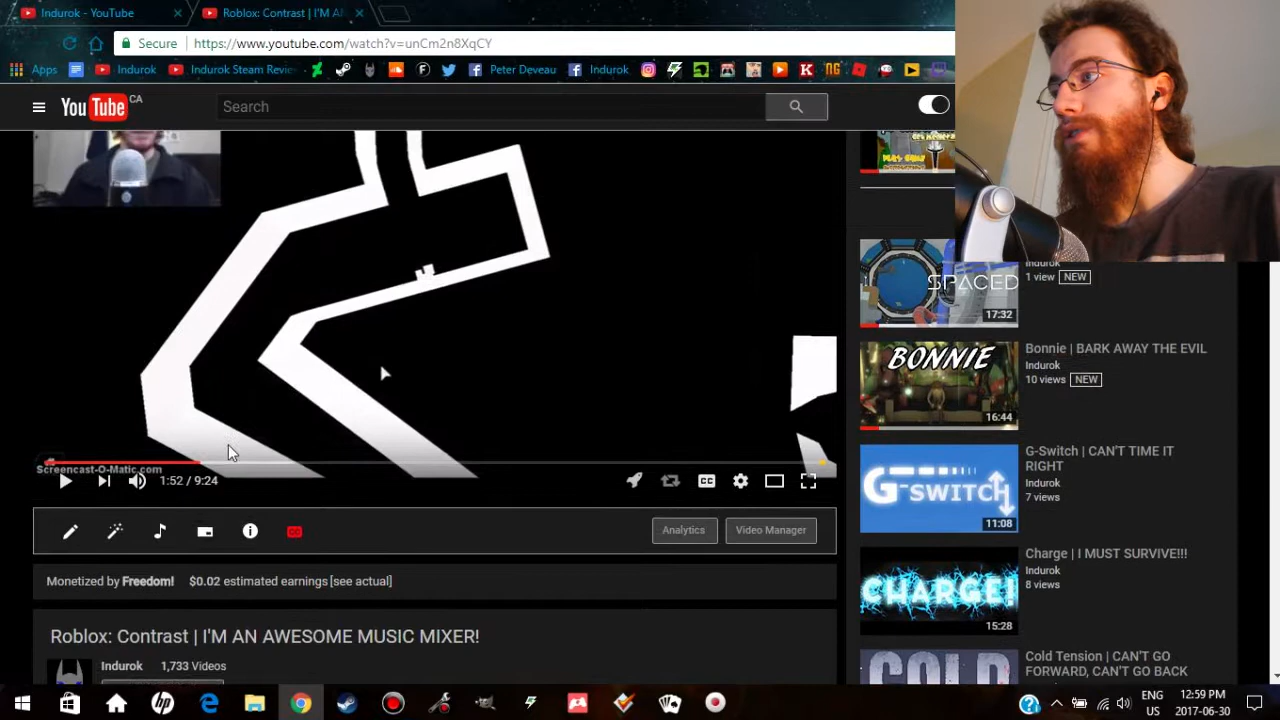 Indurok - YouTube
Roblox: Contrast | I'M A
Secure
https://www.youtube.com/watch?v=unCm2n8XqCY
Apps
Indurok
Indurok Steam Revie
Peter Deveau
Indurok
YouTube CA
Search
Screencast-O-Matic.com
1:52 / 9:24
CC
Analytics
Video Manager
Monetized by Freedom! $0.02 estimated earnings [see actual]
Roblox: Contrast | I'M AN AWESOME MUSIC MIXER!
Indurok 1,733 Videos
SPACED
17:32
Indurok
1 view NEW
BONNIE
16:44
Bonnie | BARK AWAY THE EVIL
Indurok
10 views NEW
G-SWITCH
11:08
G-Switch | CAN'T TIME IT
RIGHT
Indurok
7 views
CHARGE!
15:28
Charge | I MUST SURVIVE!!!
Indurok
8 views
COLD
Cold Tension | CAN'T GO
FORWARD, CAN'T GO BACK
ENG
US
12:59 PM
2017-06-30